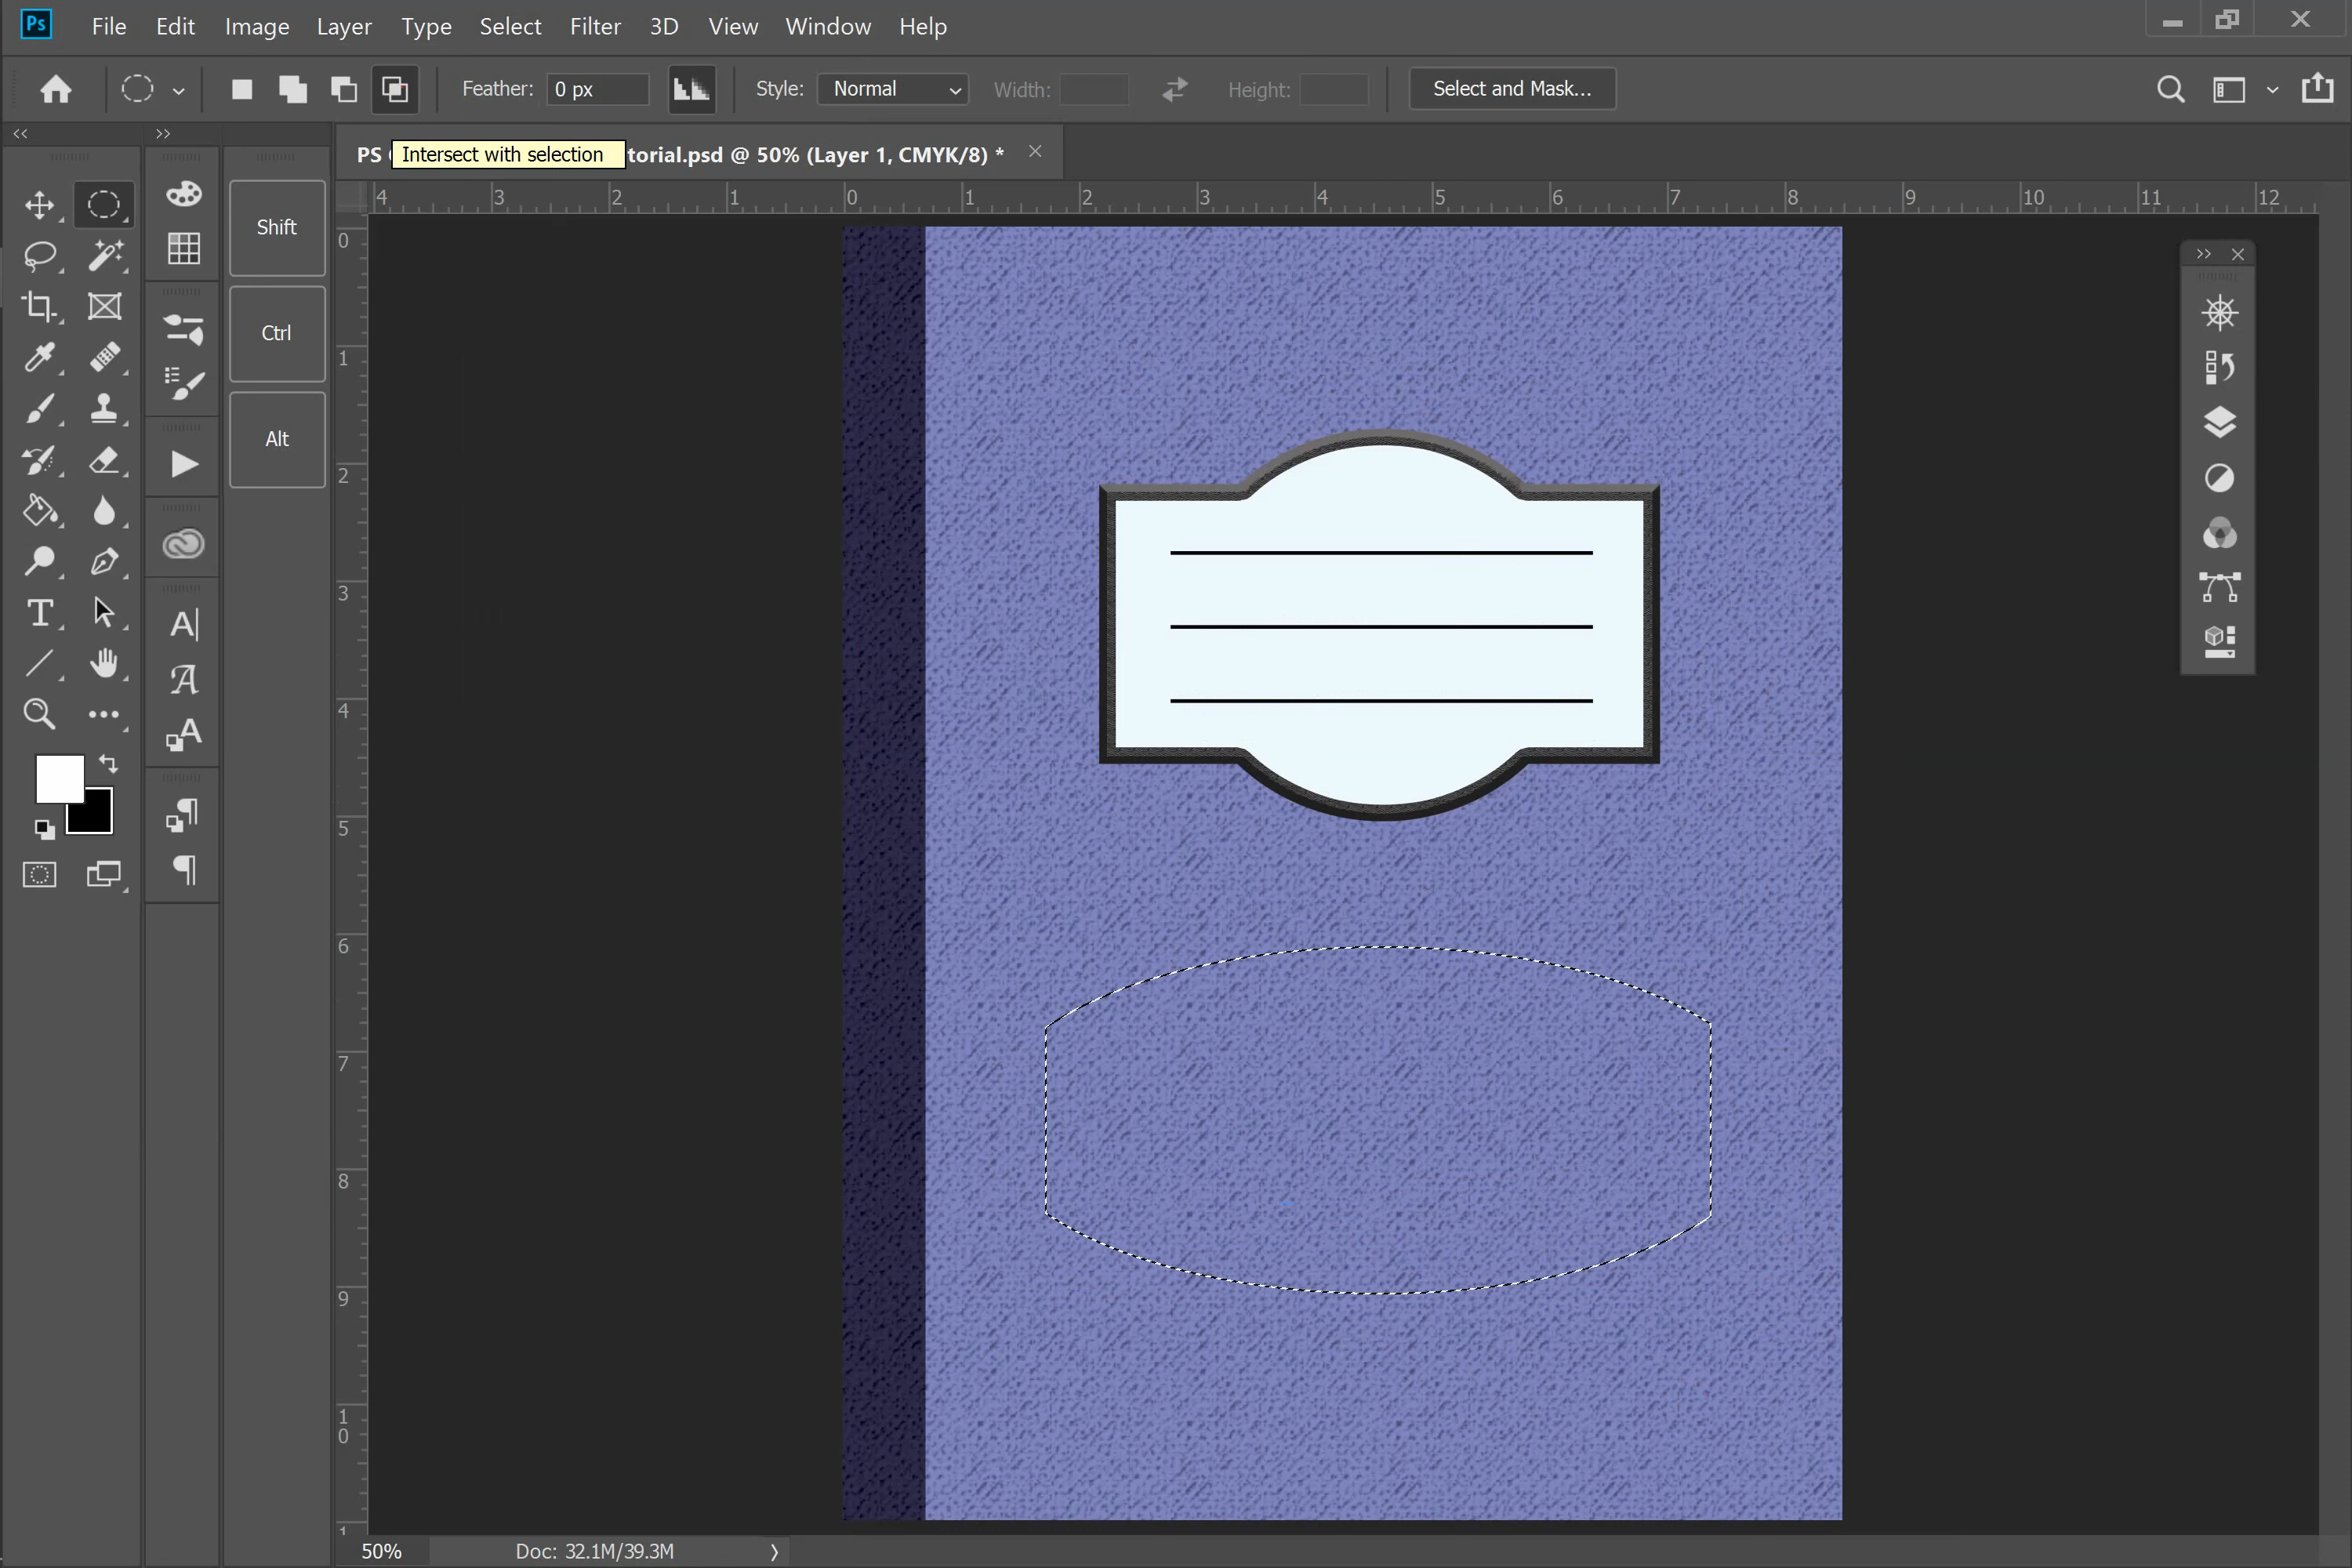 Ps File Edit Image Layer Type Select Filter 3D View Window Help
Feather: 0 px Style: Normal Width: Height: Select and Mask...
PS Intersect with selection torial.psd @ 50% (Layer 1, CMYK/8) *
4 3 2 1 0 1 2 3 4 5 6 7 8 9 10 11 12
Shift
Ctrl
Alt
0
1
2
3
4
5
6
7
8
9
1
0
1
50% Doc: 32.1M/39.3M